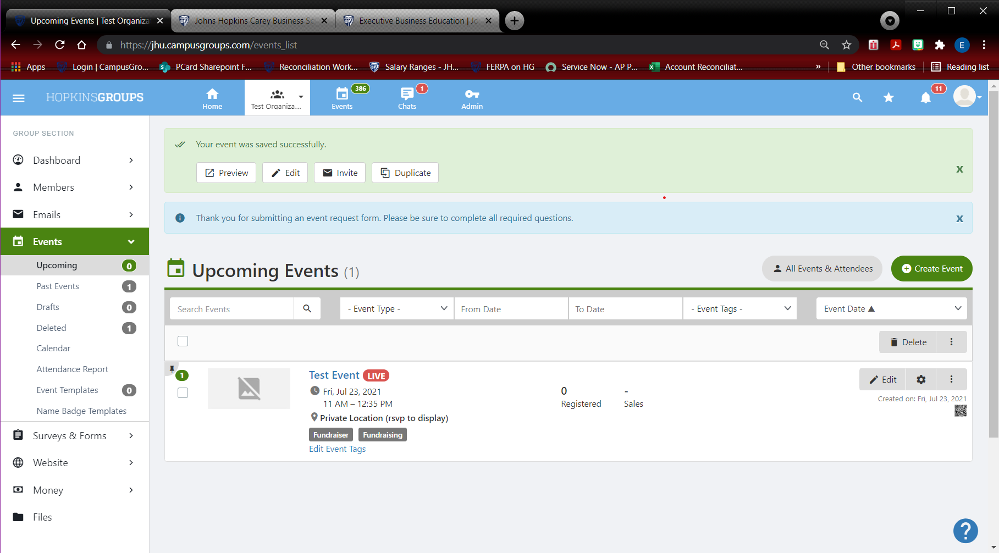 Upcoming Events | Test Organiza
Johns Hopkins Carey Business Sc
Executive Business Education | Jo
https://jhu.campusgroups.com/events_list
E
Apps
Login | CampusGro...
PCard Sharepoint F...
Reconciliation Work...
Salary Ranges - JH...
FERPA on HG
Service Now - AP P...
Account Reconciliat...
»
Other bookmarks
Reading list
HOPKINSGROUPS
Home
Test Organiza...
386
Events
1
Chats
Admin
11
GROUP SECTION
Dashboard
Members
Emails
Events
Upcoming 0
Past Events 1
Drafts 0
Deleted 1
Calendar
Attendance Report
Event Templates 0
Name Badge Templates
Surveys & Forms
Website
Money
Files
Your event was saved successfully.
Preview
Edit
Invite
Duplicate
X
Thank you for submitting an event request form. Please be sure to complete all required questions.
X
Upcoming Events (1)
All Events & Attendees
Create Event
Search Events
- Event Type -
From Date
To Date
- Event Tags -
Event Date ▲
Delete
1
Test Event LIVE
Fri, Jul 23, 2021
11 AM – 12:35 PM
Private Location (rsvp to display)
Fundraiser
Fundraising
Edit Event Tags
0
Registered
-
Sales
Edit
Created on: Fri, Jul 23, 2021
?